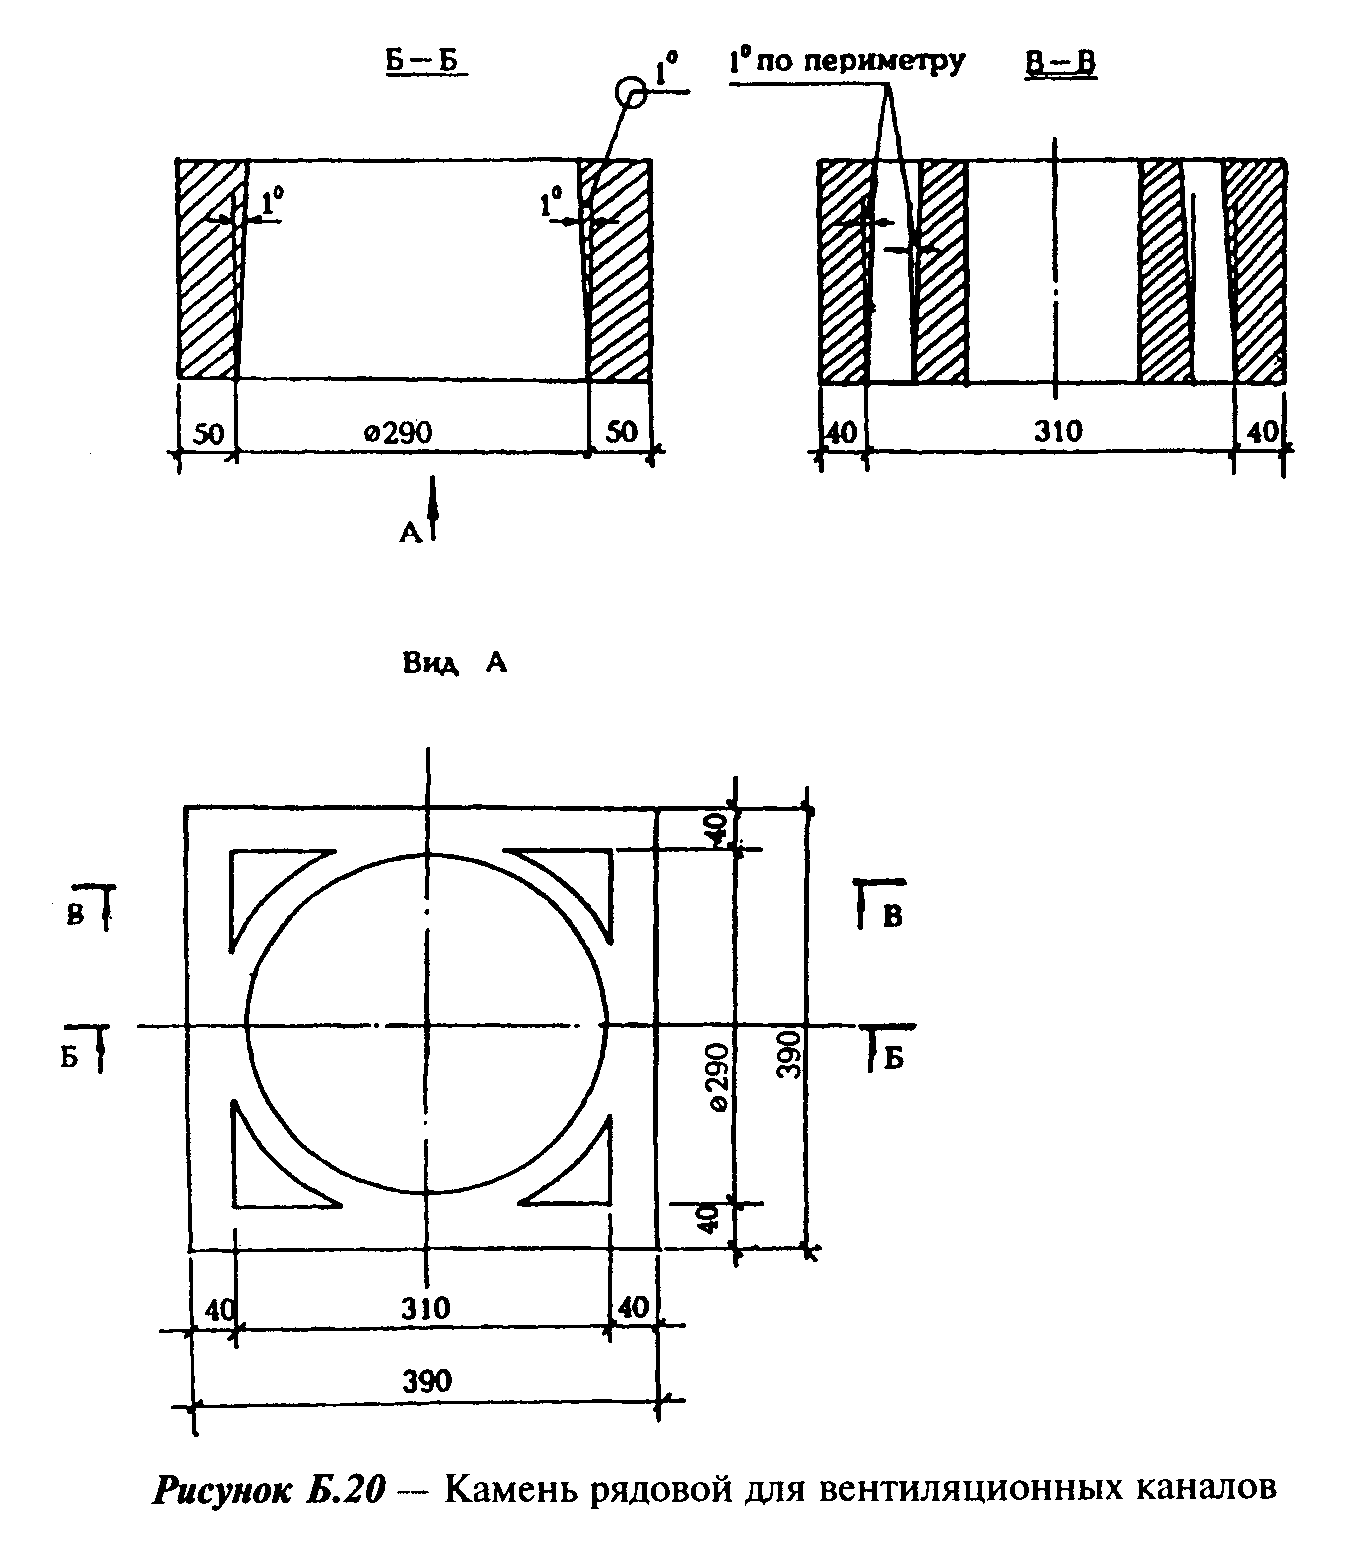 Б–Б
1°
1° по периметру
В–В
1°
1°
50
ø290
50
40
310
40
А
Вид А
40
В
В
Б
Б
ø290
390
40
40
310
40
390
Рисунок Б.20 — Камень рядовой для вентиляционных каналов